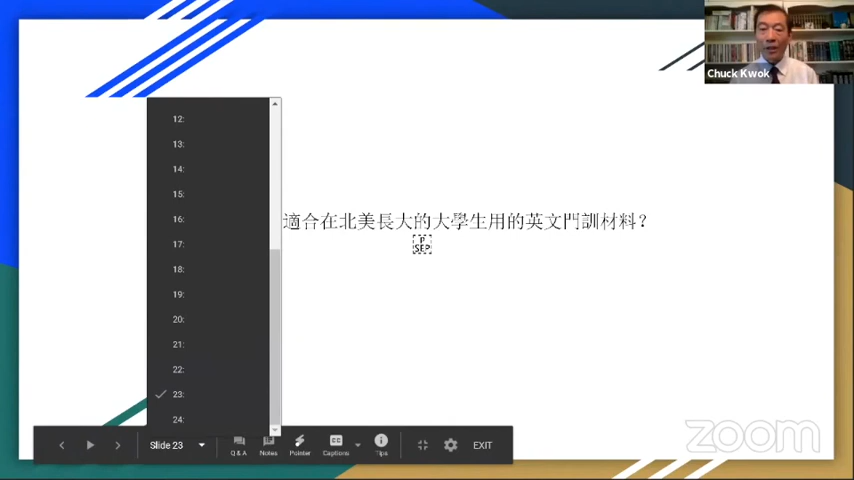 Chuck Kwok
12:
13:
14:
15:
16:
17:
18:
19:
20:
21:
22:
23:
24:
適合在北美長大的大學生用的英文門訓材料?
P
SEP
Slide 23
Q & A
Notes
Pointer
Captions
Tips
EXIT
zoom